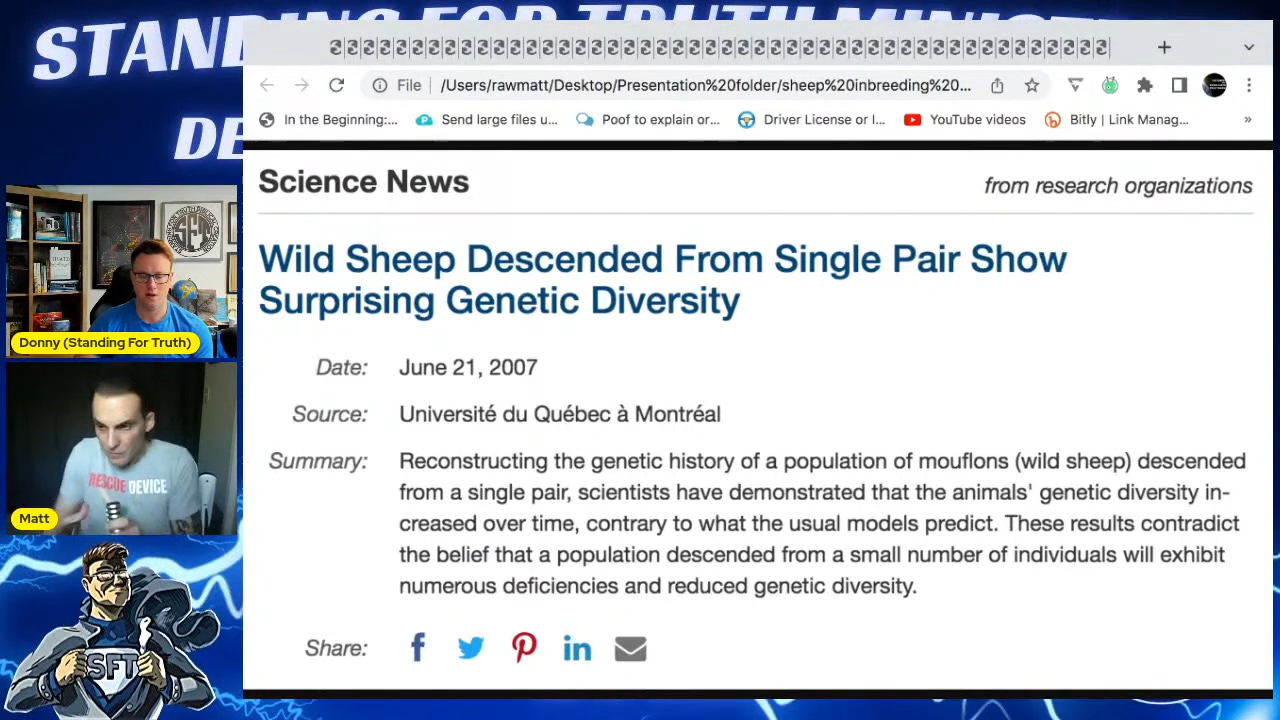 STANDING FOR TRUTH MINIST
DE
File
/Users/rawmatt/Desktop/Presentation%20folder/sheep%20inbreeding%20...
In the Beginning:...
Send large files u...
Poof to explain or...
Driver License or I...
YouTube videos
Bitly | Link Manag...
»
Science News
from research organizations
Wild Sheep Descended From Single Pair Show
Surprising Genetic Diversity
Date: June 21, 2007
Source: Université du Québec à Montréal
Summary: Reconstructing the genetic history of a population of mouflons (wild sheep) descended
from a single pair, scientists have demonstrated that the animals' genetic diversity in-
creased over time, contrary to what the usual models predict. These results contradict
the belief that a population descended from a small number of individuals will exhibit
numerous deficiencies and reduced genetic diversity.
Share:
SFT
Donny (Standing For Truth)
RESCUE DEVICE
Matt
SFT